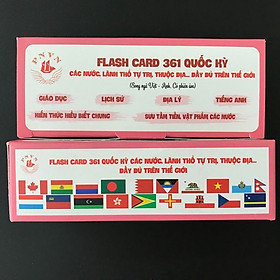 PNVN
FLASH CARD 361 QUỐC KỲ
CÁC NƯỚC, LÃNH THỔ TỰ TRỊ, THUỘC ĐỊA... ĐẦY ĐỦ TRÊN THẾ GIỚI
(Song ngữ Việt - Anh, Có phiên âm)
GIÁO DỤC LỊCH SỬ ĐỊA LÝ TIẾNG ANH
KIẾN THỨC HIỂU BIẾT CHUNG SƯU TẦM TIỀN, VẬT PHẨM CÁC NƯỚC
PNVN
FLASH CARD 361 QUỐC KỲ CÁC NƯỚC, LÃNH THỔ TỰ TRỊ, THUỘC ĐỊA...
ĐẦY ĐỦ TRÊN THẾ GIỚI